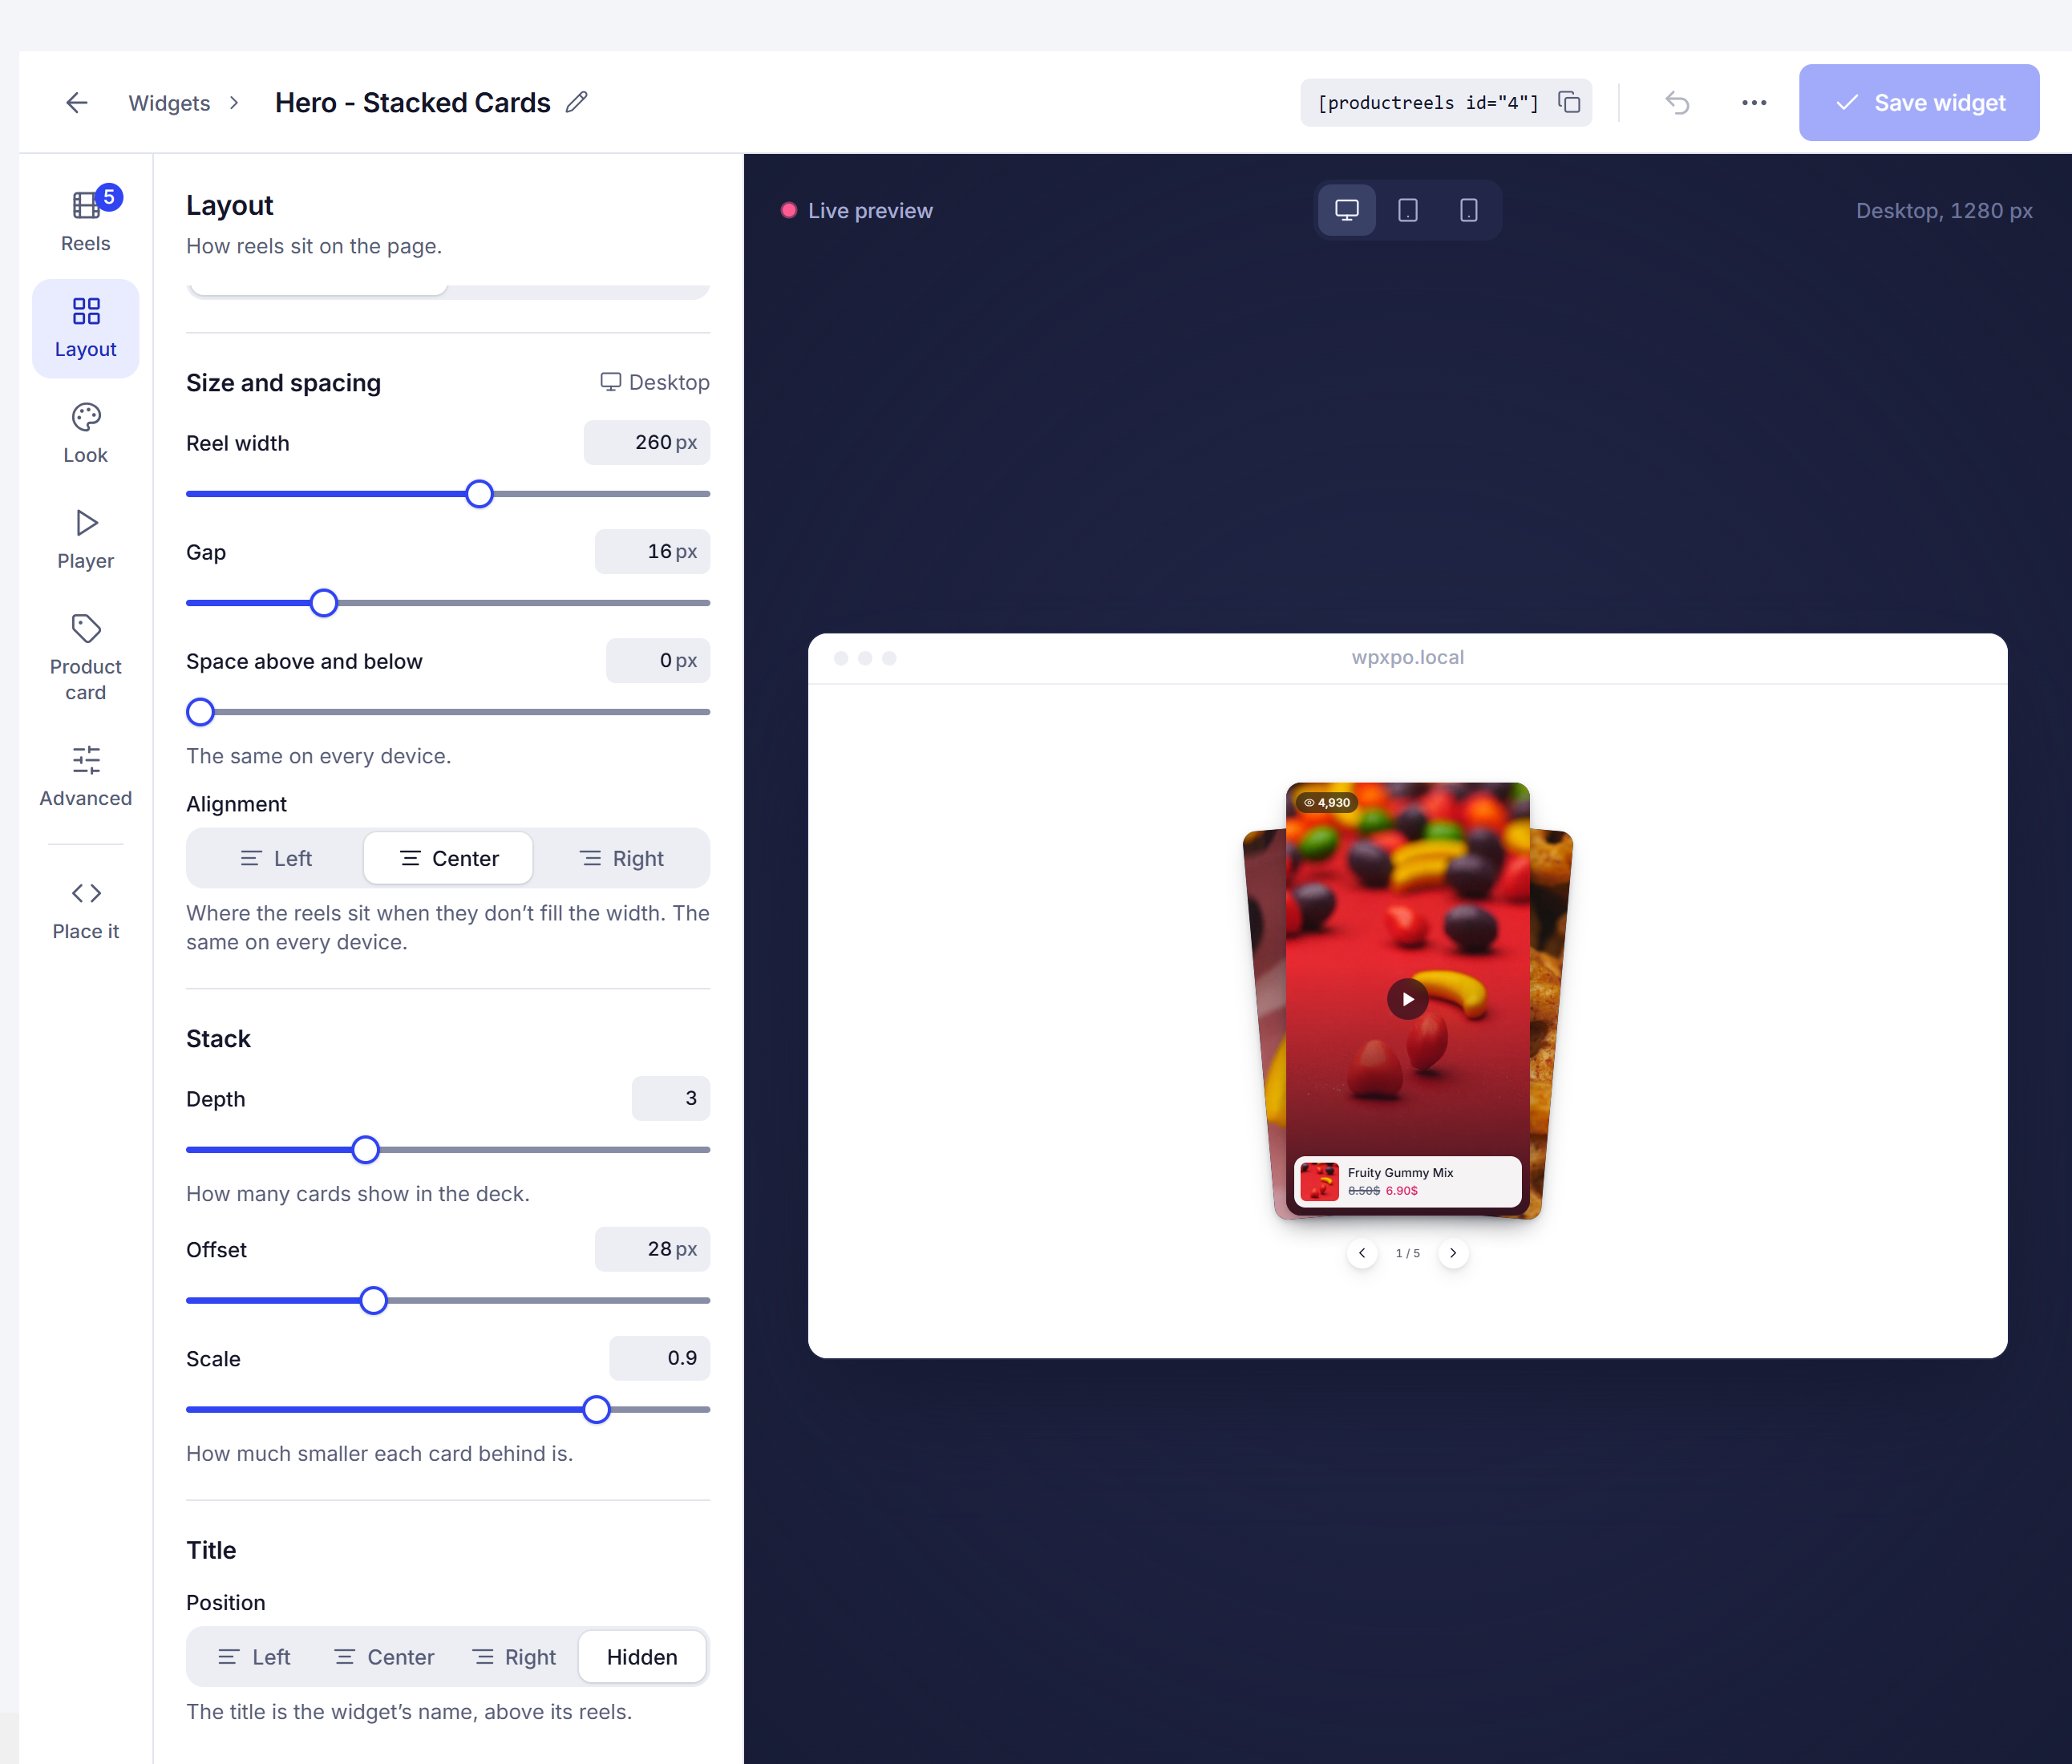 Widgets
Hero - Stacked Cards
[productreels id="4"]
Save widget
5
Reels
Layout
Look
Player
Product
card
Advanced
Place it
Layout
How reels sit on the page.
Size and spacing
Desktop
Reel width
260 px
Gap
16 px
Space above and below
0 px
The same on every device.
Alignment
Left
Center
Right
Where the reels sit when they don’t fill the width. The
same on every device.
Stack
Depth
3
How many cards show in the deck.
Offset
28 px
Scale
0.9
How much smaller each card behind is.
Title
Position
Left
Center
Right
Hidden
The title is the widget’s name, above its reels.
Live preview
Desktop, 1280 px
wpxpo.local
4,930
Fruity Gummy Mix
8.50$ 6.90$
1 / 5